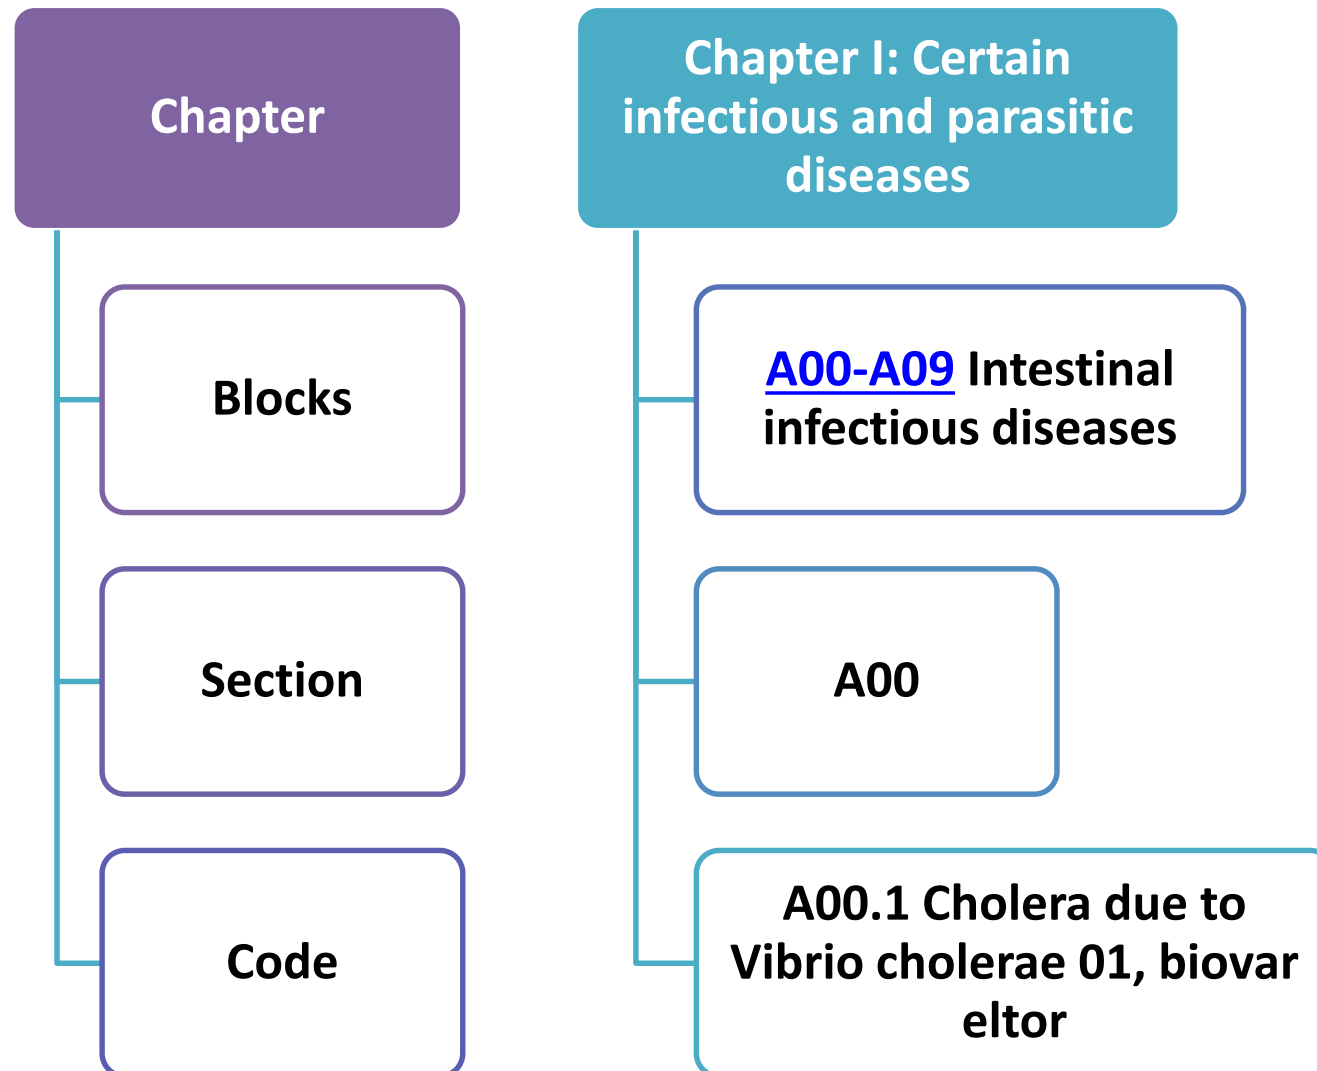 Chapter
Chapter I: Certain
infectious and parasitic
diseases
Blocks
A00-A09 Intestinal
infectious diseases
Section
A00
Code
A00.1 Cholera due to
Vibrio cholerae 01, biovar
eltor